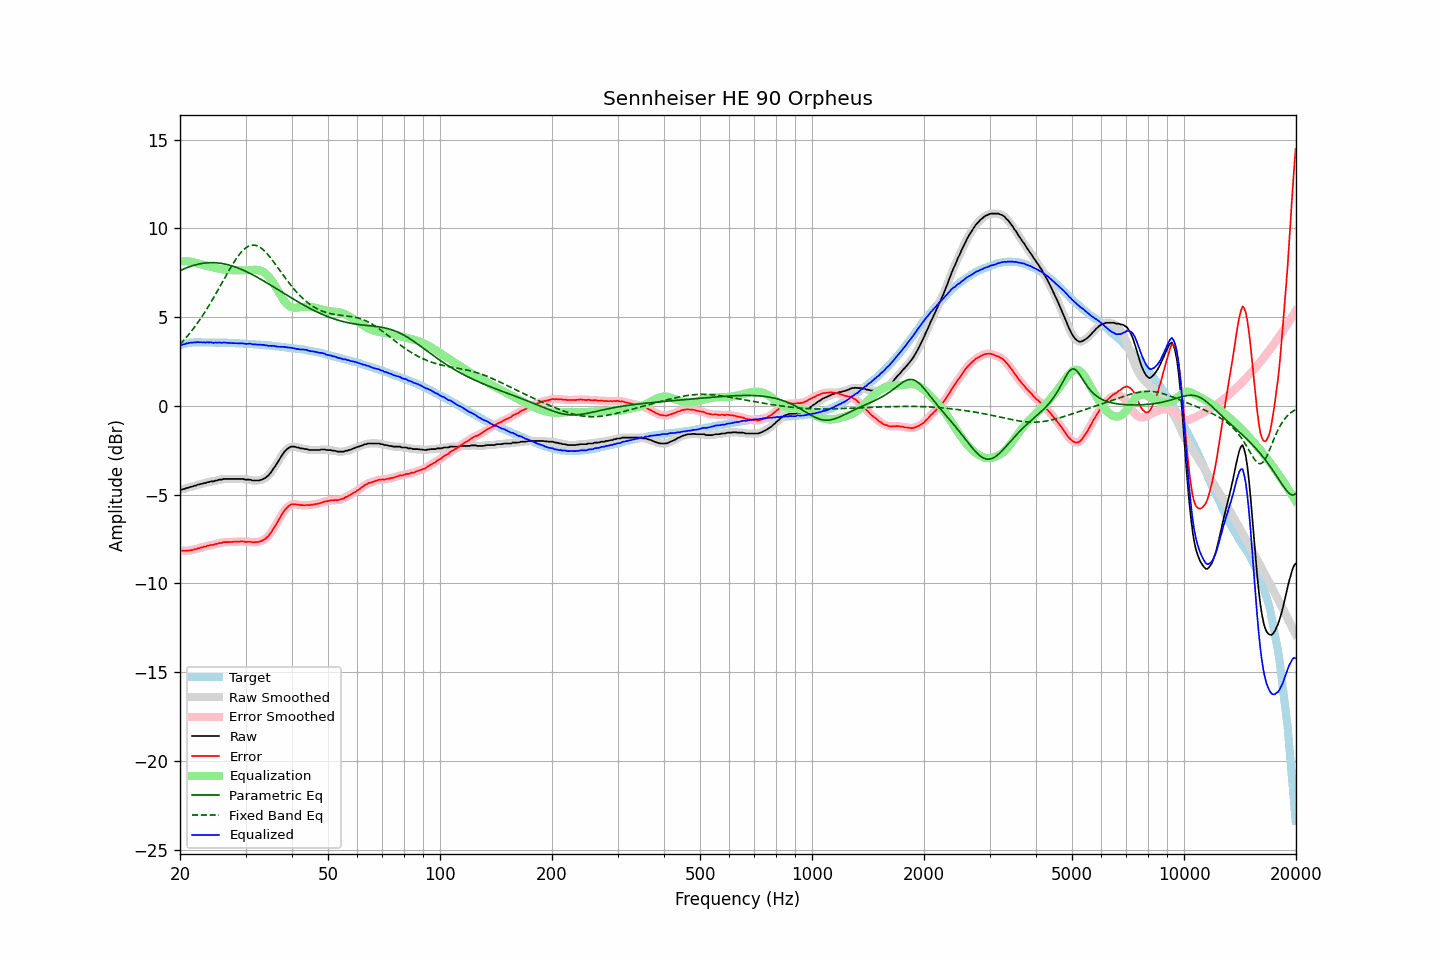 Sennheiser HE 90 Orpheus
Amplitude (dBr)
15
10
5
0
−5
−10
−15
−20
−25
Target
Raw Smoothed
Error Smoothed
Raw
Error
Equalization
Parametric Eq
Fixed Band Eq
Equalized
20 50 100 200 500 1000 2000 5000 10000 20000
Frequency (Hz)